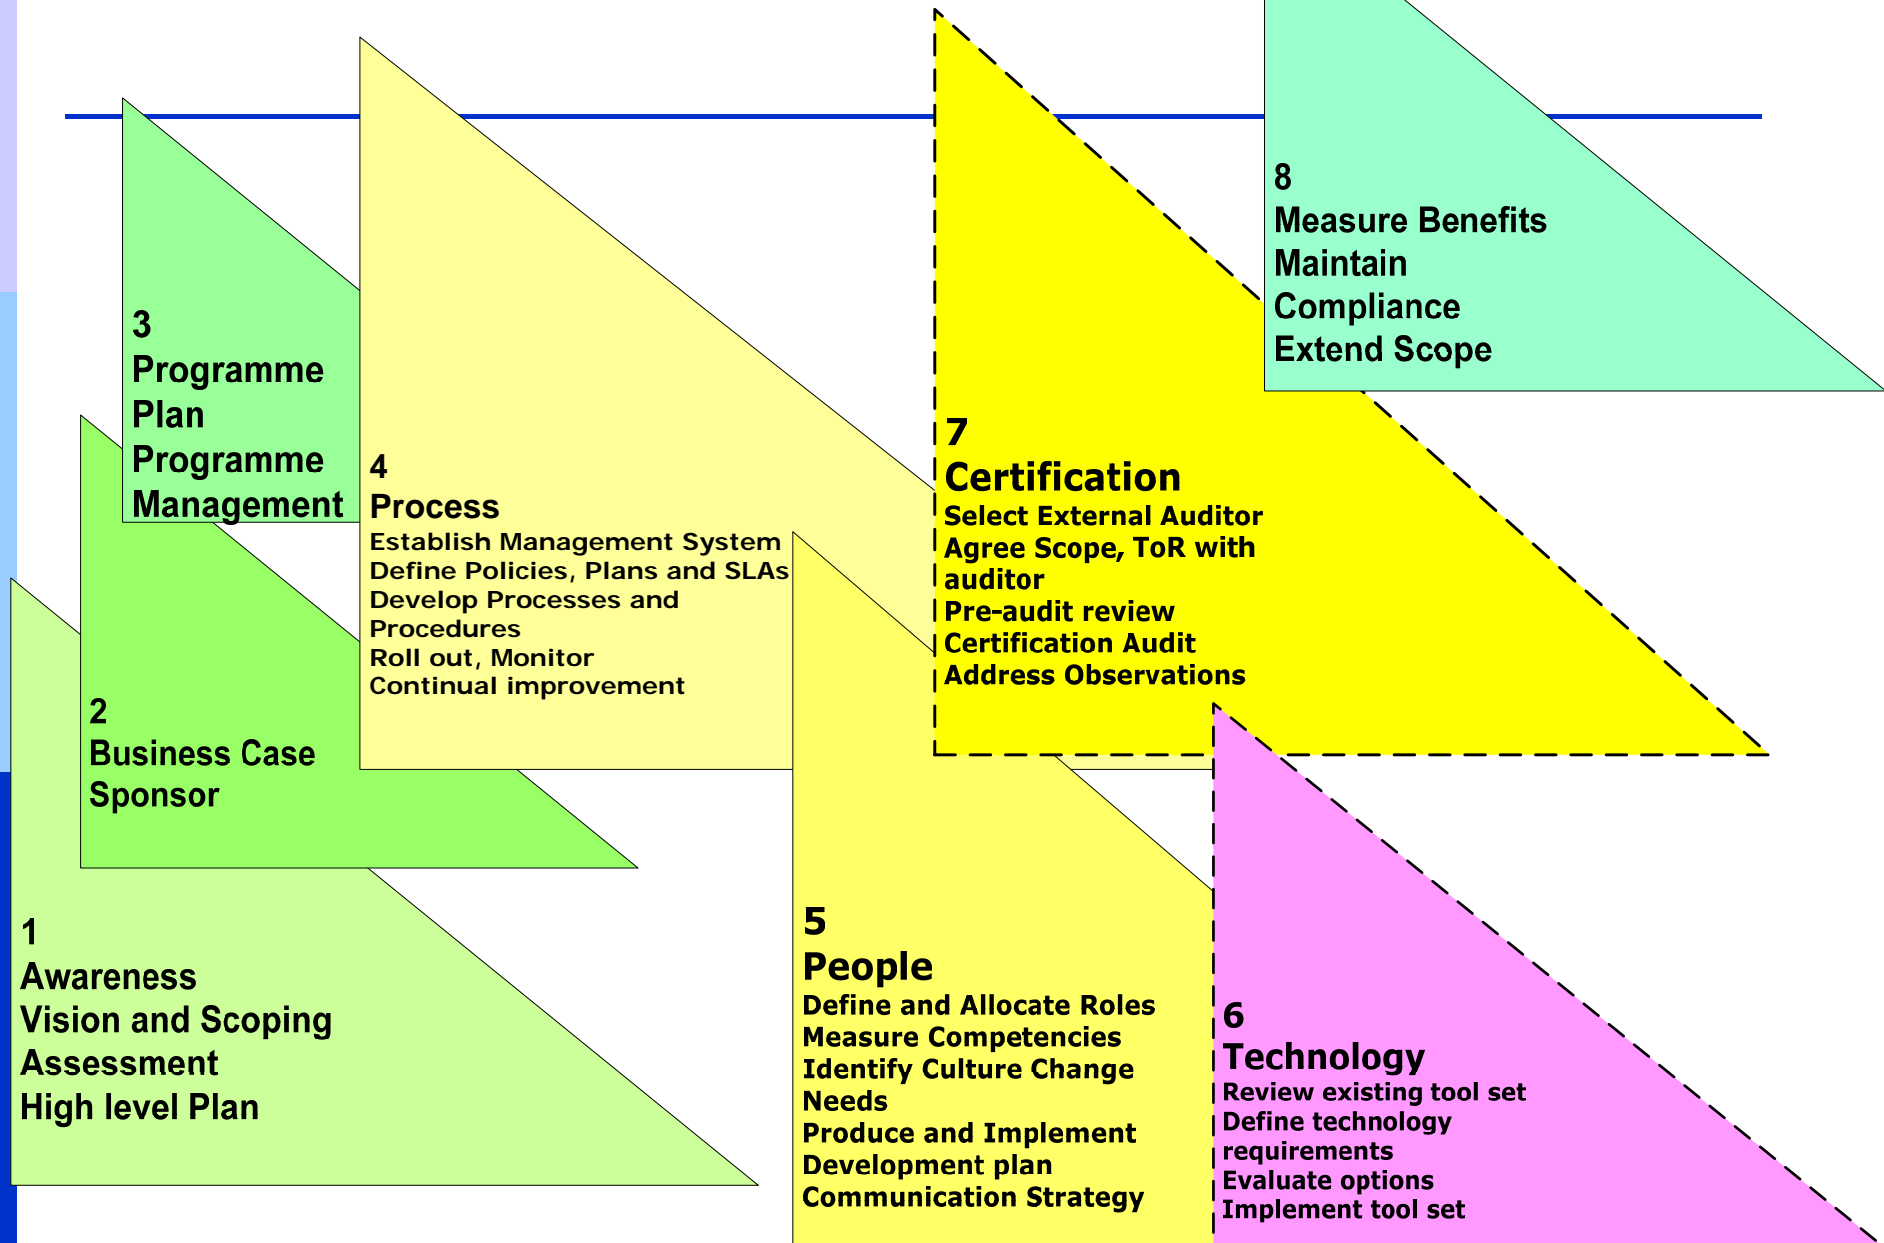 1
Awareness
Vision and Scoping
Assessment
High level Plan
2
Business Case
Sponsor
3
Programme
Plan
Programme
Management
4
Process
Establish Management System
Define Policies, Plans and SLAs
Develop Processes and
Procedures
Roll out, Monitor
Continual improvement
5
People
Define and Allocate Roles
Measure Competencies
Identify Culture Change
Needs
Produce and Implement
Development plan
Communication Strategy
6
Technology
Review existing tool set
Define technology
requirements
Evaluate options
Implement tool set
7
Certification
Select External Auditor
Agree Scope, ToR with
auditor
Pre-audit review
Certification Audit
Address Observations
8
Measure Benefits
Maintain
Compliance
Extend Scope